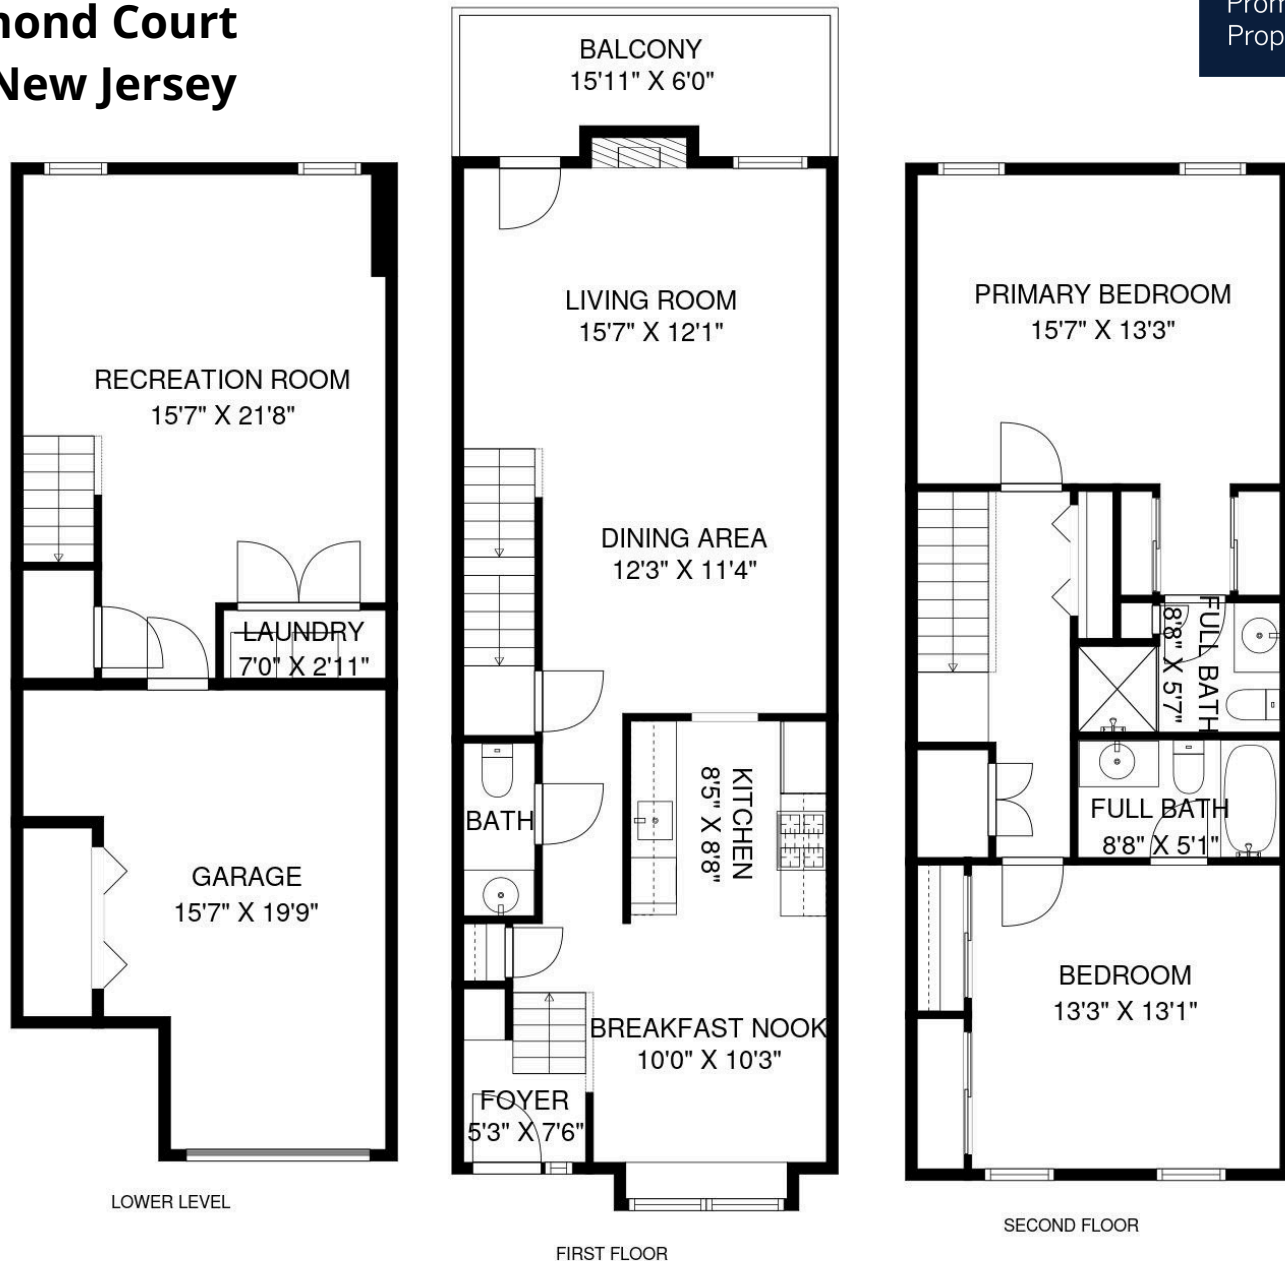 mond Court
New Jersey
Prop
BALCONY
15'11" X 6'0"
RECREATION ROOM
15'7" X 21'8"
LAUNDRY
7'0" X 2'11"
GARAGE
15'7" X 19'9"
LOWER LEVEL
LIVING ROOM
15'7" X 12'1"
DINING AREA
12'3" X 11'4"
KITCHEN
8'5" X 8'8"
BATH
BREAKFAST NOOK
10'0" X 10'3"
FOYER
5'3" X 7'6"
FIRST FLOOR
PRIMARY BEDROOM
15'7" X 13'3"
FULL BATH
8'8" X 5'7"
FULL BATH
8'8" X 5'1"
BEDROOM
13'3" X 13'1"
SECOND FLOOR